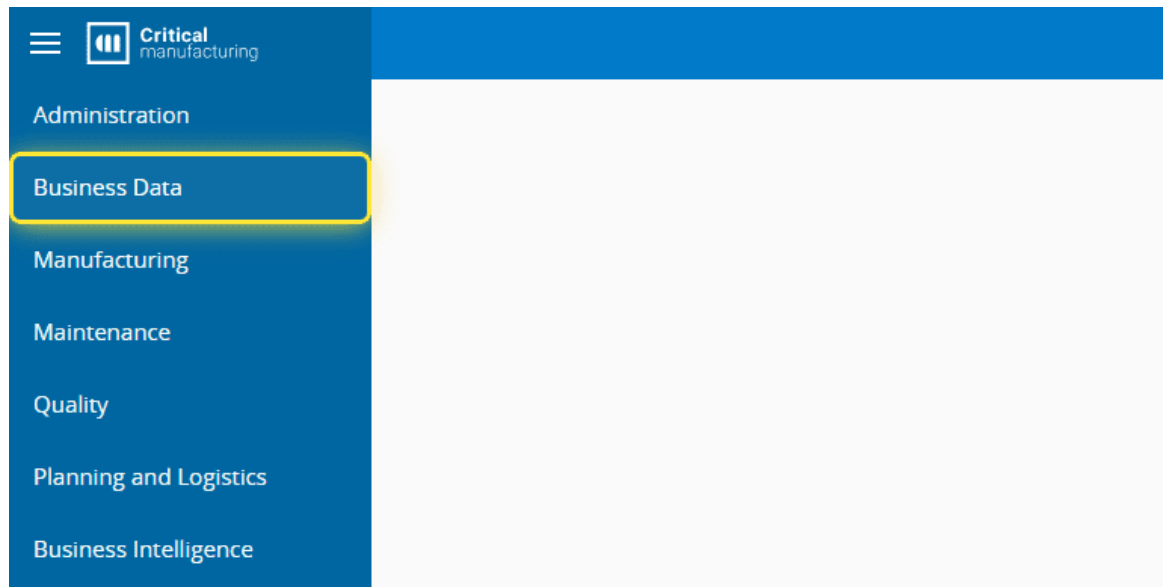 Critical
manufacturing
Administration
Business Data
Manufacturing
Maintenance
Quality
Planning and Logistics
Business Intelligence